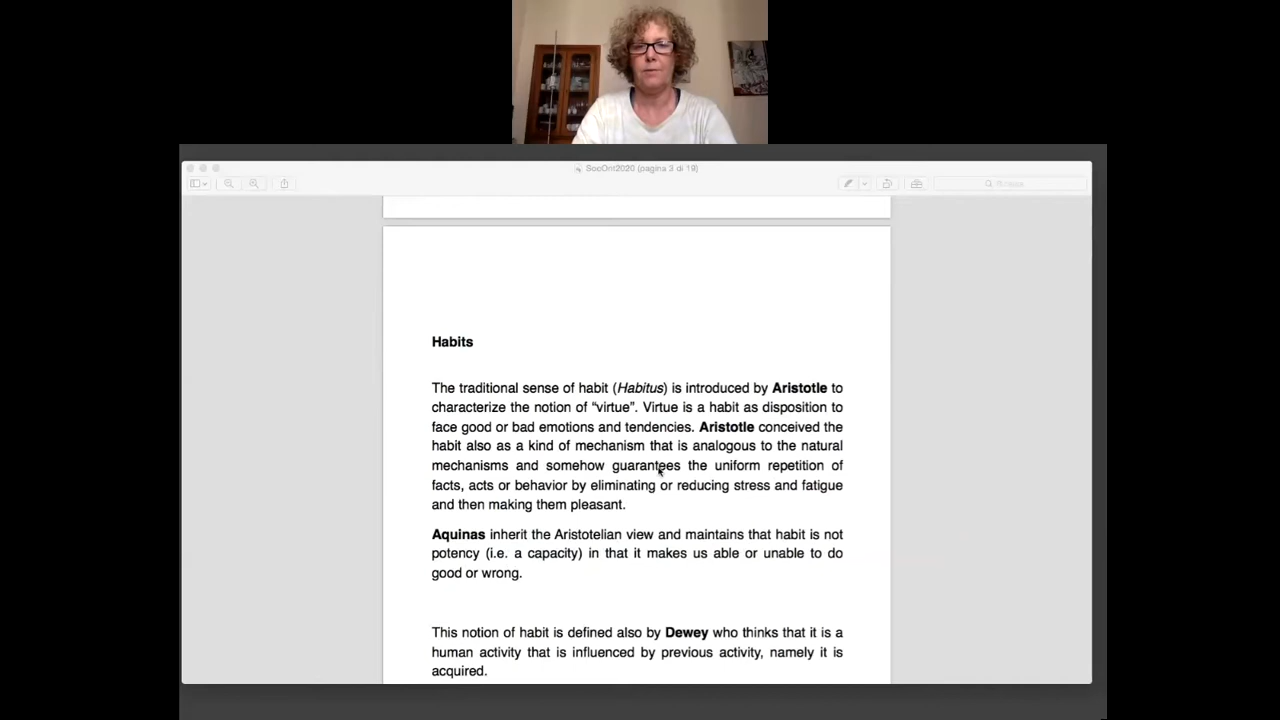 SocOnt2020 (pagina 3 di 19)
Habits
The traditional sense of habit (Habitus) is introduced by Aristotle to
characterize the notion of “virtue”. Virtue is a habit as disposition to
face good or bad emotions and tendencies. Aristotle conceived the
habit also as a kind of mechanism that is analogous to the natural
mechanisms and somehow guarantees the uniform repetition of
facts, acts or behavior by eliminating or reducing stress and fatigue
and then making them pleasant.
Aquinas inherit the Aristotelian view and maintains that habit is not
potency (i.e. a capacity) in that it makes us able or unable to do
good or wrong.
This notion of habit is defined also by Dewey who thinks that it is a
human activity that is influenced by previous activity, namely it is
acquired.